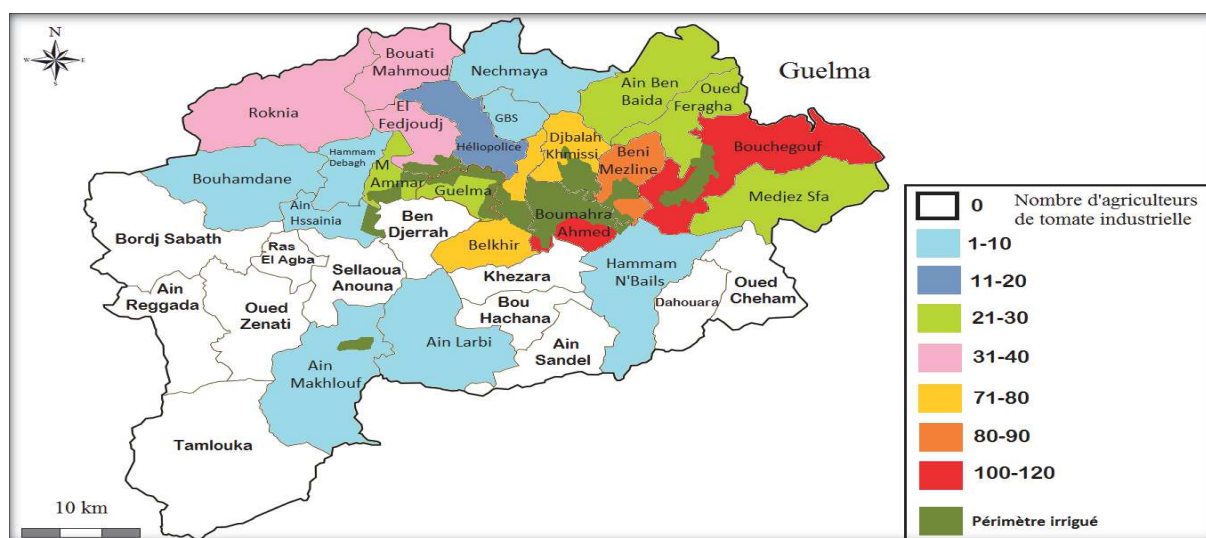 N
W
E
S
Guelma
Bouati
Mahmoud
Nechmaya
Ain Ben
Baida
Oued
Feragha
Roknia
El
Fedjoudj
GBS
Héliopolice
Djbalah
Khmissi
Beni
Mezline
Bouchegouf
Hammam
Debagh
M
Ammar
Bouhamdane
Guelma
Medjez Sfa
Ain
Hssainia
Ben
Djerrah
Boumahra
Ahmed
Bordj Sabath
Ras
El Agba
Sellaoua
Anouna
Belkhir
Khezara
Hammam
N'Bails
Oued
Cheham
Dahouara
Ain
Reggada
Oued
Zenati
Bou
Hachana
Ain
Sandel
Ain Larbi
Ain
Makhlouf
Tamlouka
10 km
0 Nombre d'agriculteurs
de tomate industrielle
1-10
11-20
21-30
31-40
71-80
80-90
100-120
Périmètre irrigué